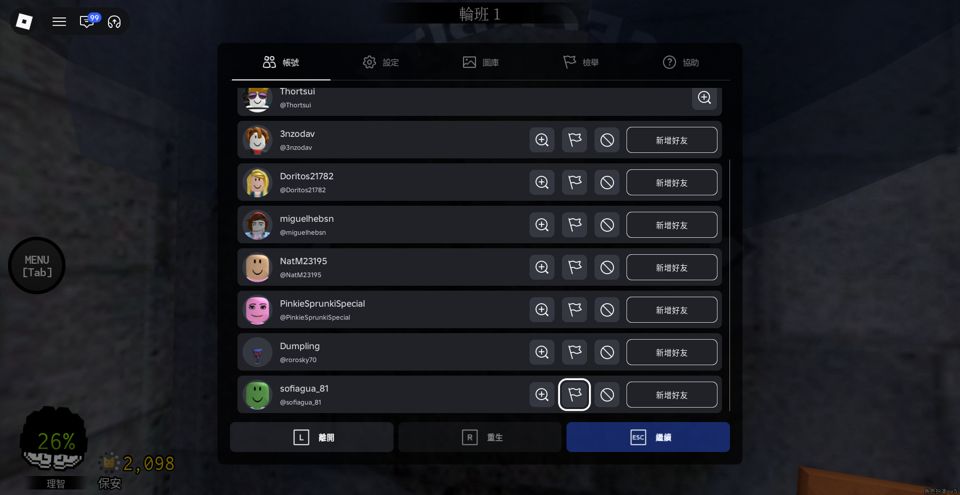 99
輪班 1
帳號
設定
圖庫
檢舉
協助
Thortsui
@Thortsui
3nzodav
@3nzodav
新增好友
Doritos21782
@Doritos21782
新增好友
miguelhebsn
@miguelhebsn
新增好友
NatM23195
@NatM23195
新增好友
PinkieSprunkiSpecial
@PinkieSprunkiSpecial
新增好友
Dumpling
@rorosky70
新增好友
sofiagua_81
@sofiagua_81
新增好友
MENU
[Tab]
L 離開
R 重生
ESC 繼續
26%
理智
2,098
保安